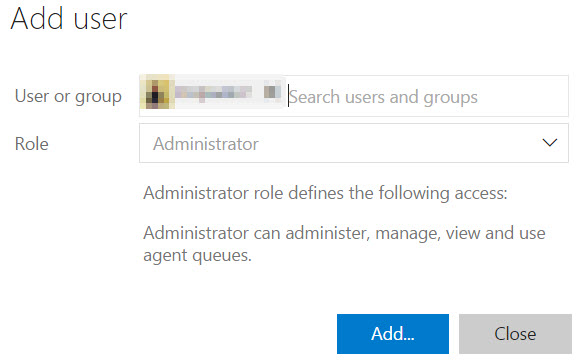 Add user
User or group Search users and groups
Role Administrator
Administrator role defines the following access:
Administrator can administer, manage, view and use
agent queues.
Add... Close